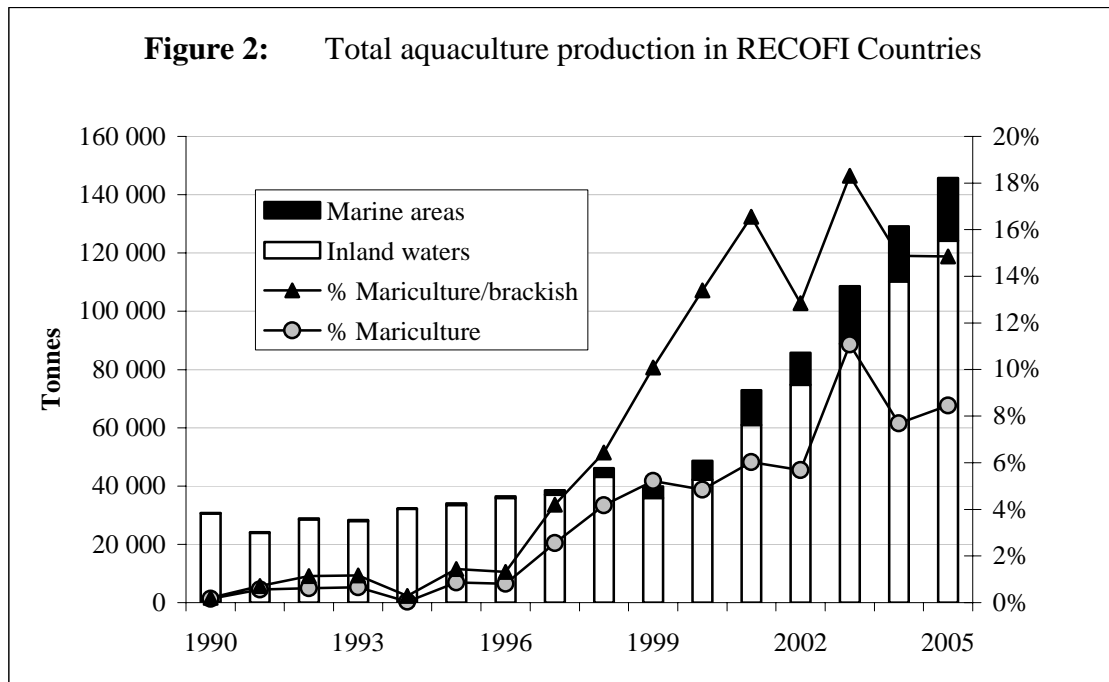 Figure 2: Total aquaculture production in RECOFI Countries
160 000
140 000
120 000
100 000
80 000
60 000
40 000
20 000
0
Tonnes
20%
18%
16%
14%
12%
10%
8%
6%
4%
2%
0%
Marine areas
Inland waters
% Mariculture/brackish
% Mariculture
1990 1993 1996 1999 2002 2005